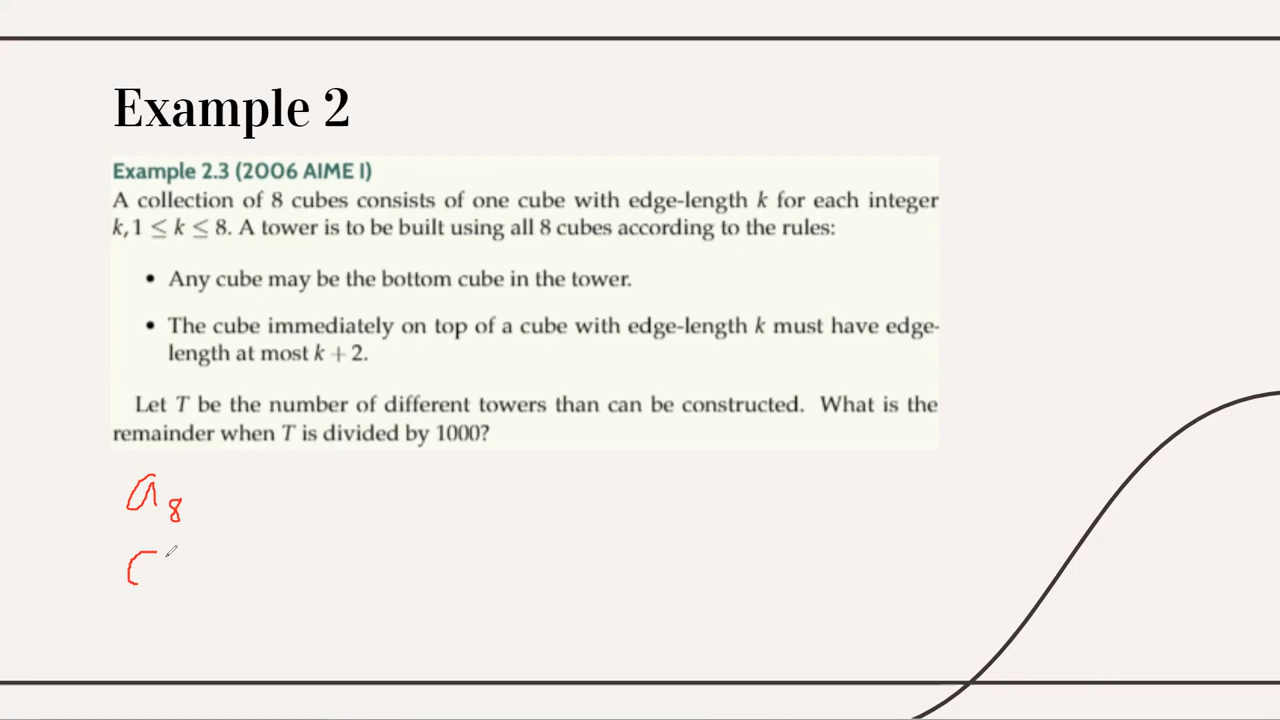 Example 2
Example 2.3 (2006 AIME I)
A collection of 8 cubes consists of one cube with edge-length k for each integer
k, 1 ≤ k ≤ 8. A tower is to be built using all 8 cubes according to the rules:
• Any cube may be the bottom cube in the tower.
• The cube immediately on top of a cube with edge-length k must have edge-
length at most k + 2.
Let T be the number of different towers than can be constructed. What is the
remainder when T is divided by 1000?
a₈